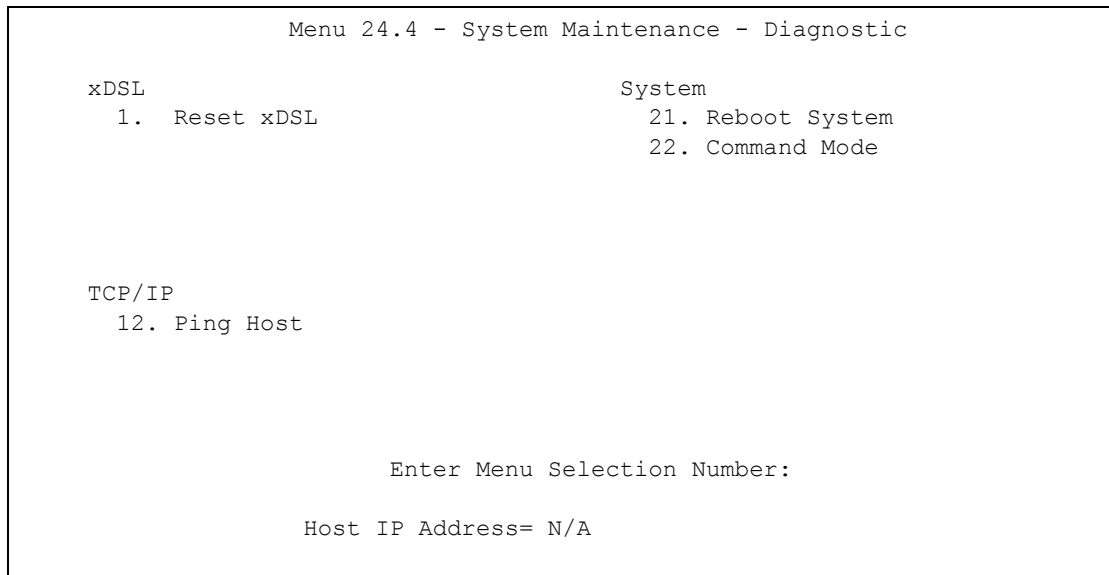 Menu 24.4 - System Maintenance - Diagnostic
xDSL System
1. Reset xDSL 21. Reboot System
22. Command Mode
TCP/IP
12. Ping Host
Enter Menu Selection Number:
Host IP Address= N/A